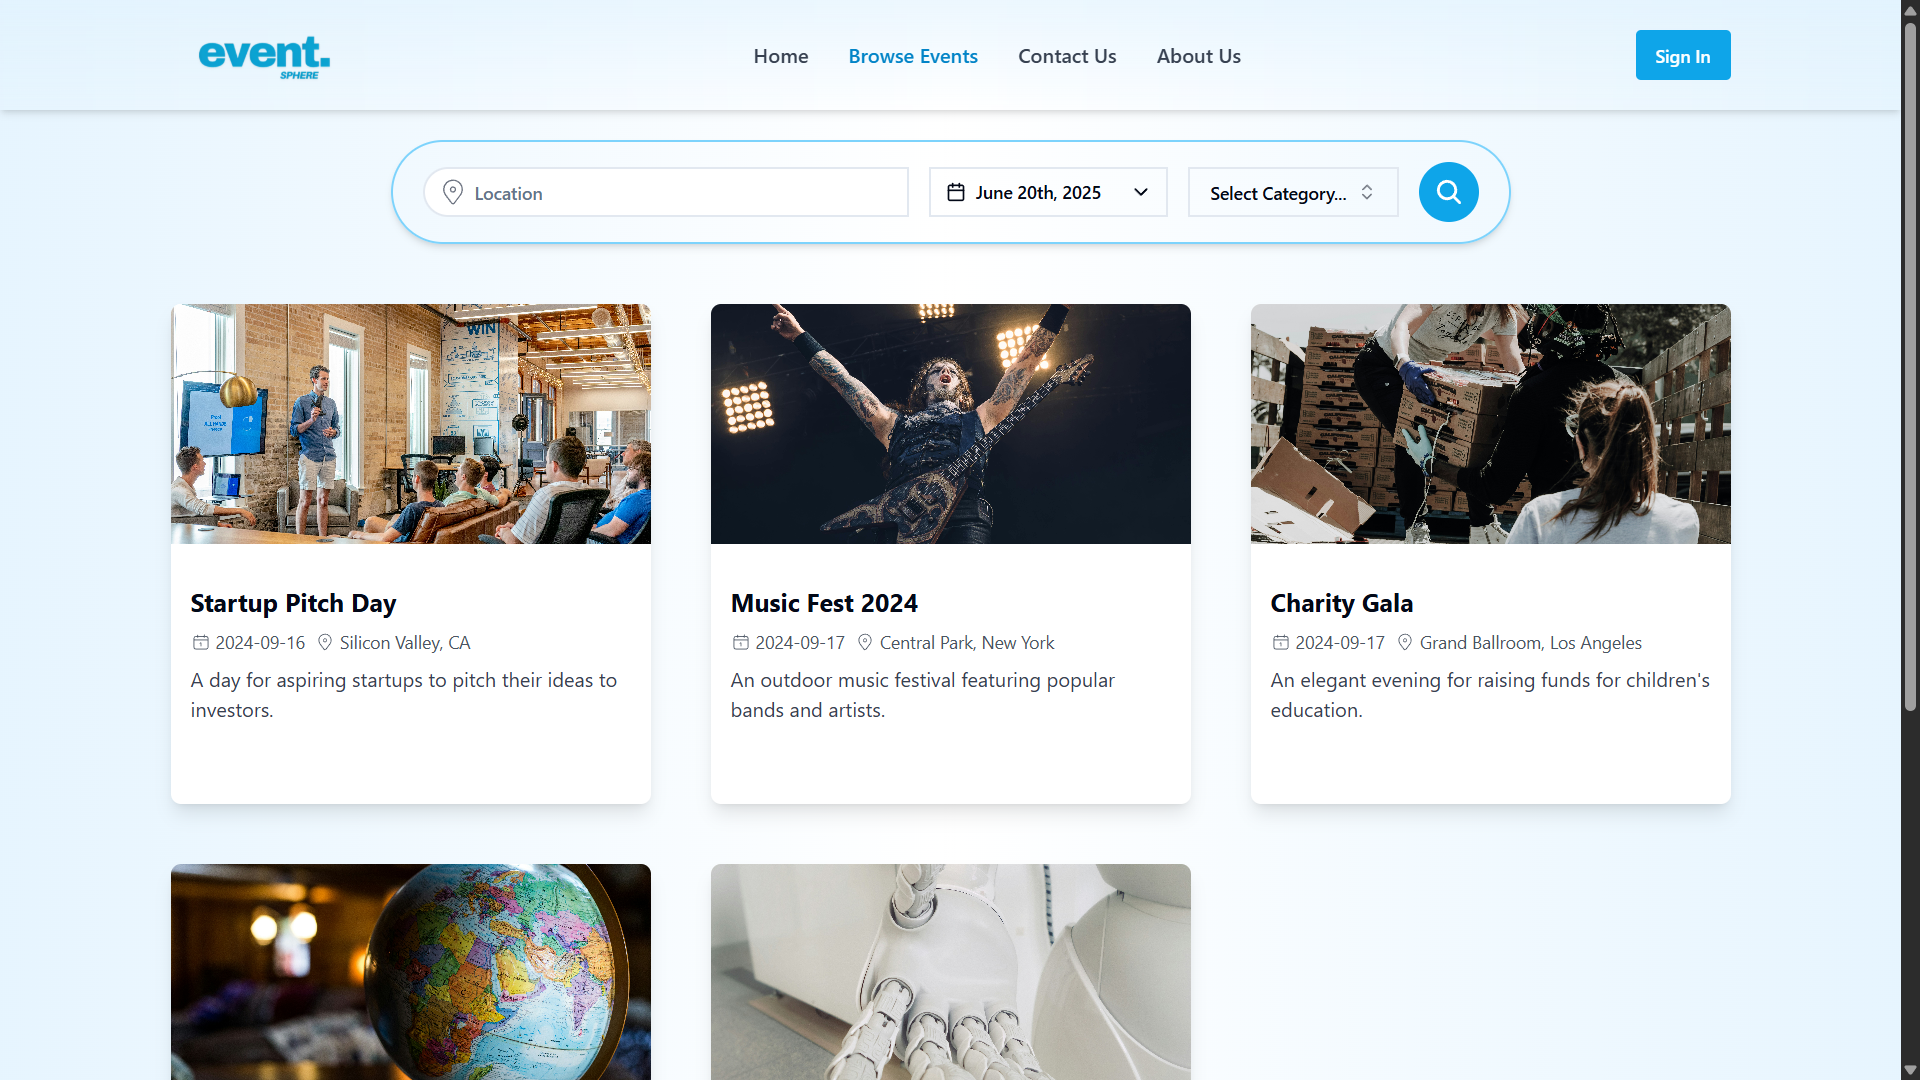 event.
SPHERE
Home
Browse Events
Contact Us
About Us
Sign In
Location
June 20th, 2025
Select Category...
WIN
Startup Pitch Day
2024-09-16 Silicon Valley, CA
A day for aspiring startups to pitch their ideas to
investors.
Music Fest 2024
2024-09-17 Central Park, New York
An outdoor music festival featuring popular
bands and artists.
Charity Gala
2024-09-17 Grand Ballroom, Los Angeles
An elegant evening for raising funds for children's
education.